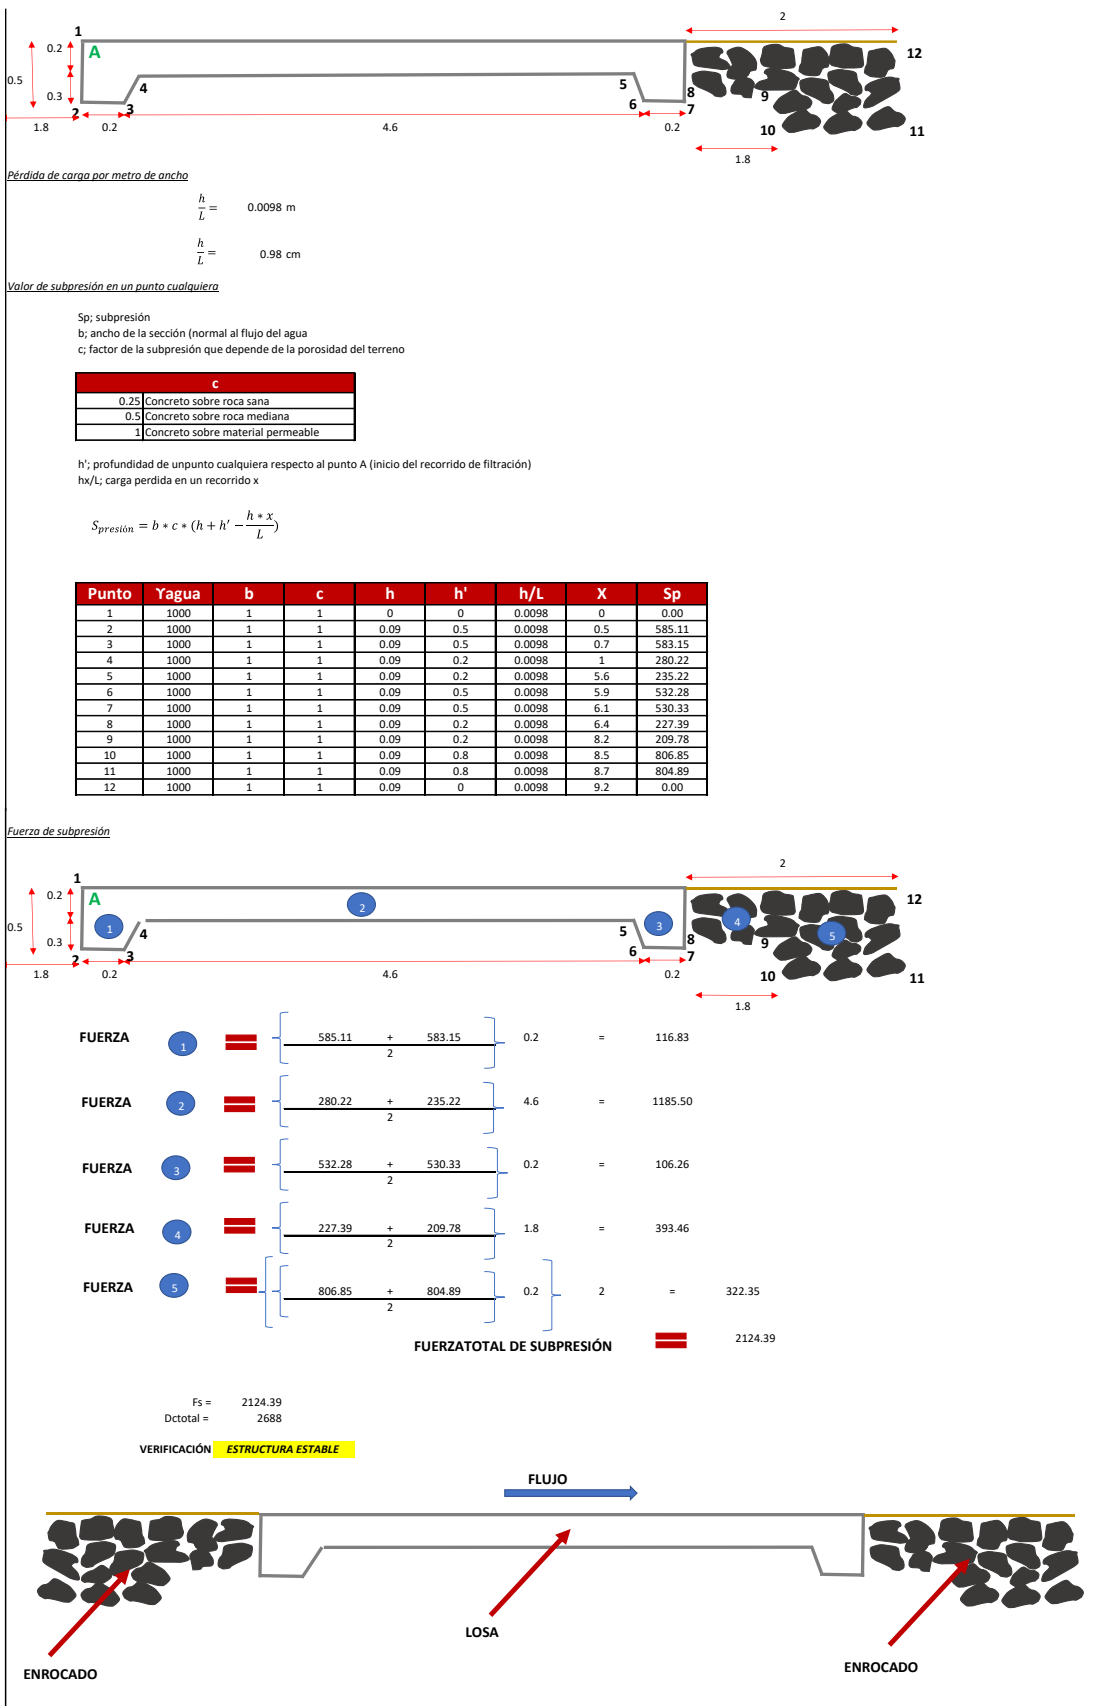 2
1
0.2
A
12
0.5
4
5
0.3
8
9
2
3
6
7
10
11
1.8
0.2
4.6
0.2
1.8
Pérdida de carga por metro de ancho
h/L = 0.0098 m
h/L = 0.98 cm
Valor de subpresión en un punto cualquiera
Sp; subpresión
b; ancho de la sección (normal al flujo del agua
c; factor de la subpresión que depende de la porosidad del terreno
c
0.25 Concreto sobre roca sana
0.5 Concreto sobre roca mediana
1 Concreto sobre material permeable
h'; profundidad de unpunto cualquiera respecto al punto A (inicio del recorrido de filtración)
hx/L; carga perdida en un recorrido x
Spresión = b * c * (h + h' − h * x / L)
Punto ϒagua b c h h' h/L X Sp
1 1000 1 1 0 0 0.0098 0 0.00
2 1000 1 1 0.09 0.5 0.0098 0.5 585.11
3 1000 1 1 0.09 0.5 0.0098 0.7 583.15
4 1000 1 1 0.09 0.2 0.0098 1 280.22
5 1000 1 1 0.09 0.2 0.0098 5.6 235.22
6 1000 1 1 0.09 0.5 0.0098 5.9 532.28
7 1000 1 1 0.09 0.5 0.0098 6.1 530.33
8 1000 1 1 0.09 0.2 0.0098 6.4 227.39
9 1000 1 1 0.09 0.2 0.0098 8.2 209.78
10 1000 1 1 0.09 0.8 0.0098 8.5 806.85
11 1000 1 1 0.09 0.8 0.0098 8.7 804.89
12 1000 1 1 0.09 0 0.0098 9.2 0.00
Fuerza de subpresión
2
1
0.2
A
2
12
0.5
1
4
5
3
4
5
0.3
8
9
2
3
6
7
10
11
1.8
0.2
4.6
0.2
1.8
FUERZA 1 = 585.11 + 583.15 0.2 = 116.83
2
FUERZA 2 = 280.22 + 235.22 4.6 = 1185.50
2
FUERZA 3 = 532.28 + 530.33 0.2 = 106.26
2
FUERZA 4 = 227.39 + 209.78 1.8 = 393.46
2
FUERZA 5 = 806.85 + 804.89 0.2 2 = 322.35
2
FUERZATOTAL DE SUBPRESIÓN = 2124.39
Fs = 2124.39
Dctotal = 2688
VERIFICACIÓN ESTRUCTURA ESTABLE
FLUJO
LOSA
ENROCADO
ENROCADO